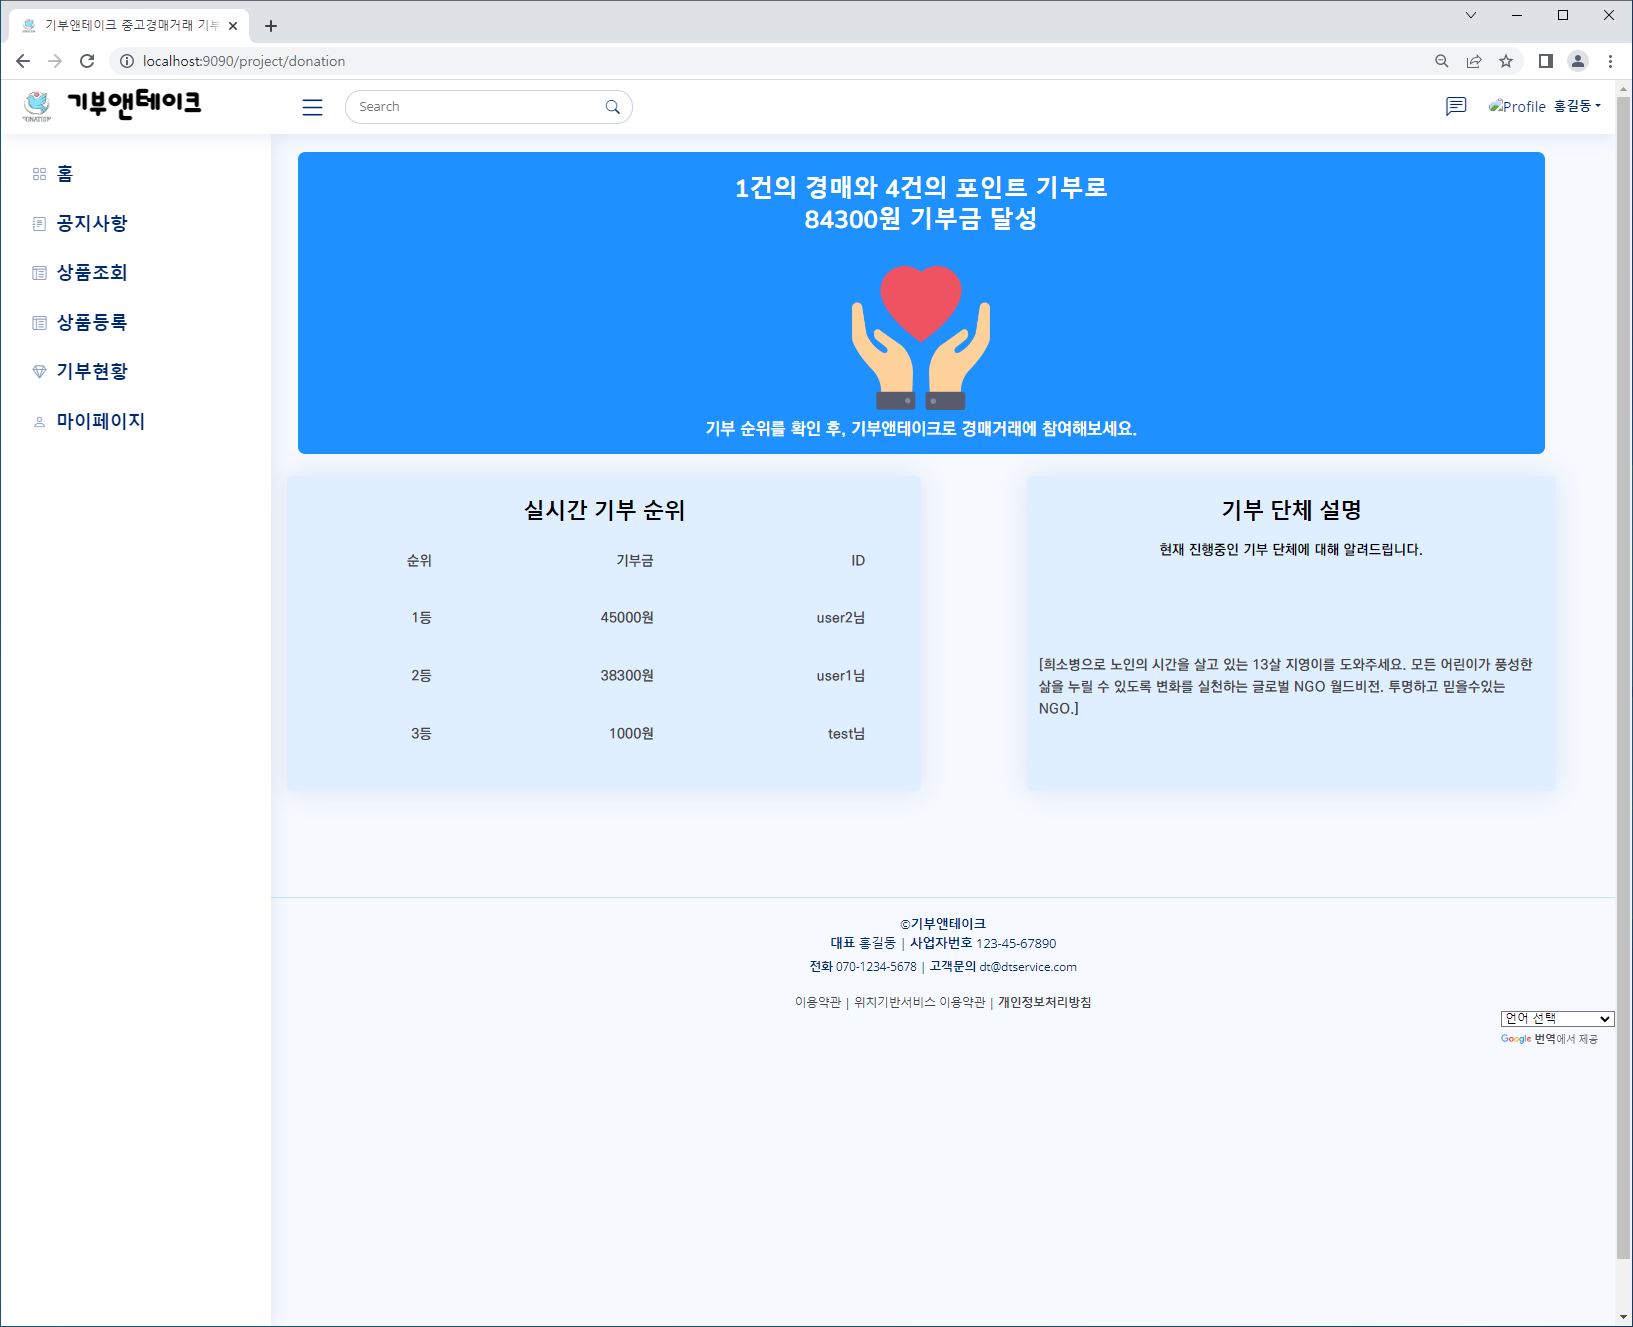 기부앤테이크 중고경매거래 기부
localhost:9090/project/donation
기부앤테이크
Search
Profile 홍길동
홈
공지사항
상품조회
상품등록
기부현황
마이페이지
1건의 경매와 4건의 포인트 기부로
84300원 기부금 달성
기부 순위를 확인 후, 기부앤테이크로 경매거래에 참여해보세요.
실시간 기부 순위
순위 기부금 ID
1등 45000원 user2님
2등 38300원 user1님
3등 1000원 test님
기부 단체 설명
현재 진행중인 기부 단체에 대해 알려드립니다.
[희소병으로 노인의 시간을 살고 있는 13살 지영이를 도와주세요. 모든 어린이가 풍성한
삶을 누릴 수 있도록 변화를 실천하는 글로벌 NGO 월드비전. 투명하고 믿을수있는
NGO.]
©기부앤테이크
대표 홍길동 | 사업자번호 123-45-67890
전화 070-1234-5678 | 고객문의 dt@dtservice.com
이용약관 | 위치기반서비스 이용약관 | 개인정보처리방침
언어 선택
Google 번역에서 제공